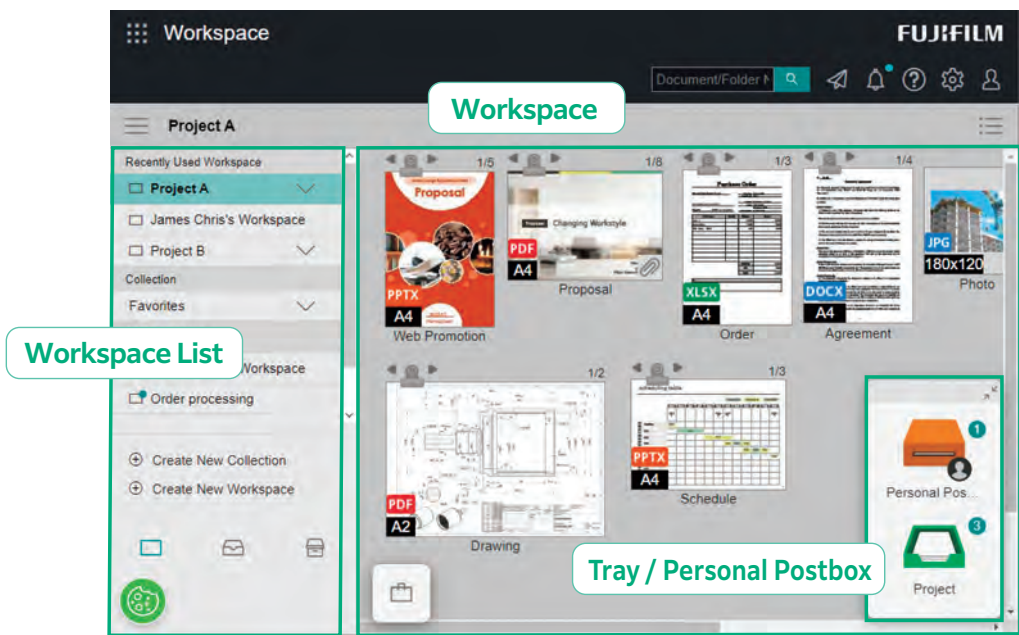 Workspace
FUJIFILM
Document/Folder N
Workspace
Project A
Recently Used Workspace
Project A
James Chris's Workspace
Project B
Collection
Favorites
Workspace List
Workspace
Order processing
Create New Collection
Create New Workspace
1/5
1/8
1/3
1/4
Proposal
PPTX
A4
Web Promotion
Proposal
Changing Workstyle
PDF
A4
Proposal
Purchase Order
XLSX
A4
Order
DOCX
A4
Agreement
JPG
180x120
Photo
1/2
1/3
PDF
A2
Drawing
PPTX
A4
Schedule
1
Personal Pos...
3
Project
Tray / Personal Postbox